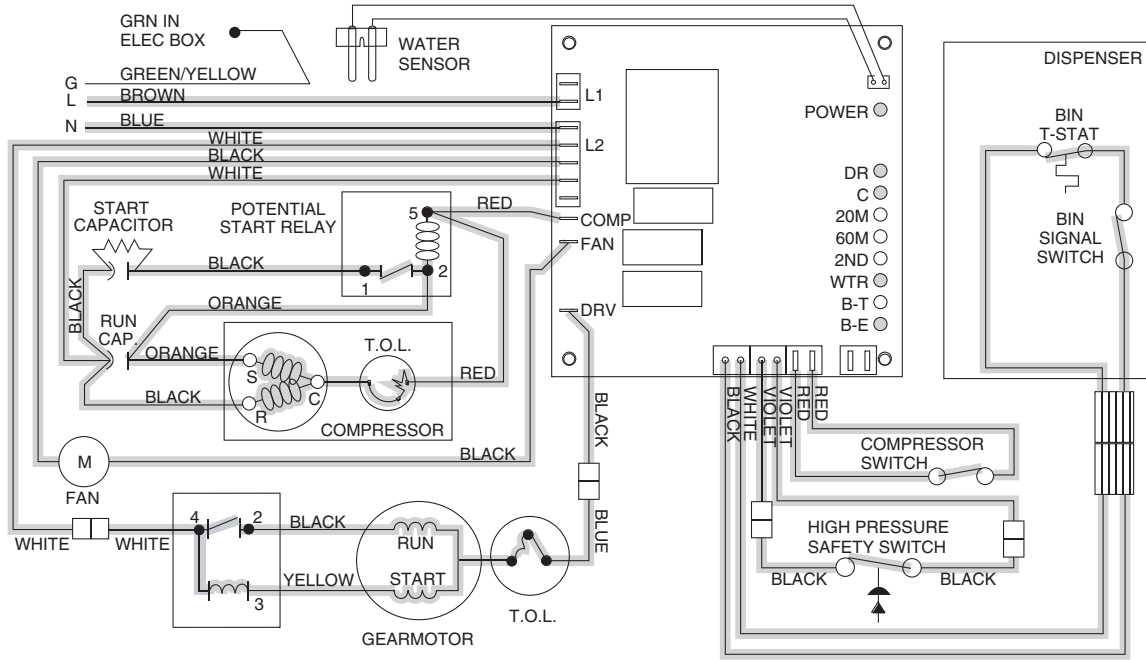 GRN IN
ELEC BOX
WATER
SENSOR
DISPENSER
G
GREEN/YELLOW
L
BROWN
L1
POWER
N
BLUE
L2
WHITE
BLACK
WHITE
BIN
T-STAT
DR
C
20M
60M
2ND
WTR
B-T
B-E
START
CAPACITOR
POTENTIAL
START RELAY
5
RED
COMP
FAN
BIN
SIGNAL
SWITCH
BLACK
1
2
ORANGE
DRV
BLACK
RUN
CAP.
ORANGE
T.O.L.
S
C
R
RED
BLACK
COMPRESSOR
BLACK
WHITE
VIOLET
VIOLET
RED
RED
BLACK
COMPRESSOR
SWITCH
M
FAN
BLACK
4
2
BLACK
RUN
WHITE
WHITE
BLUE
HIGH PRESSURE
SAFETY SWITCH
BLACK
BLACK
YELLOW
START
3
T.O.L.
GEARMOTOR